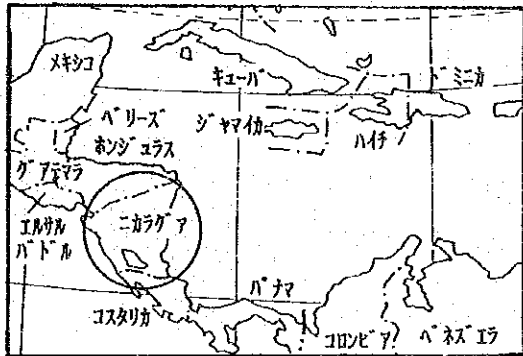 メキシコ
キューバ
ドミニカ
ベリーズ
ジャマイカ
ホンジュラス
ハイチ
グアテマラ
ニカラグア
エルサル
バドル
パナマ
コスタリカ
コロンビア
ベネズエラ